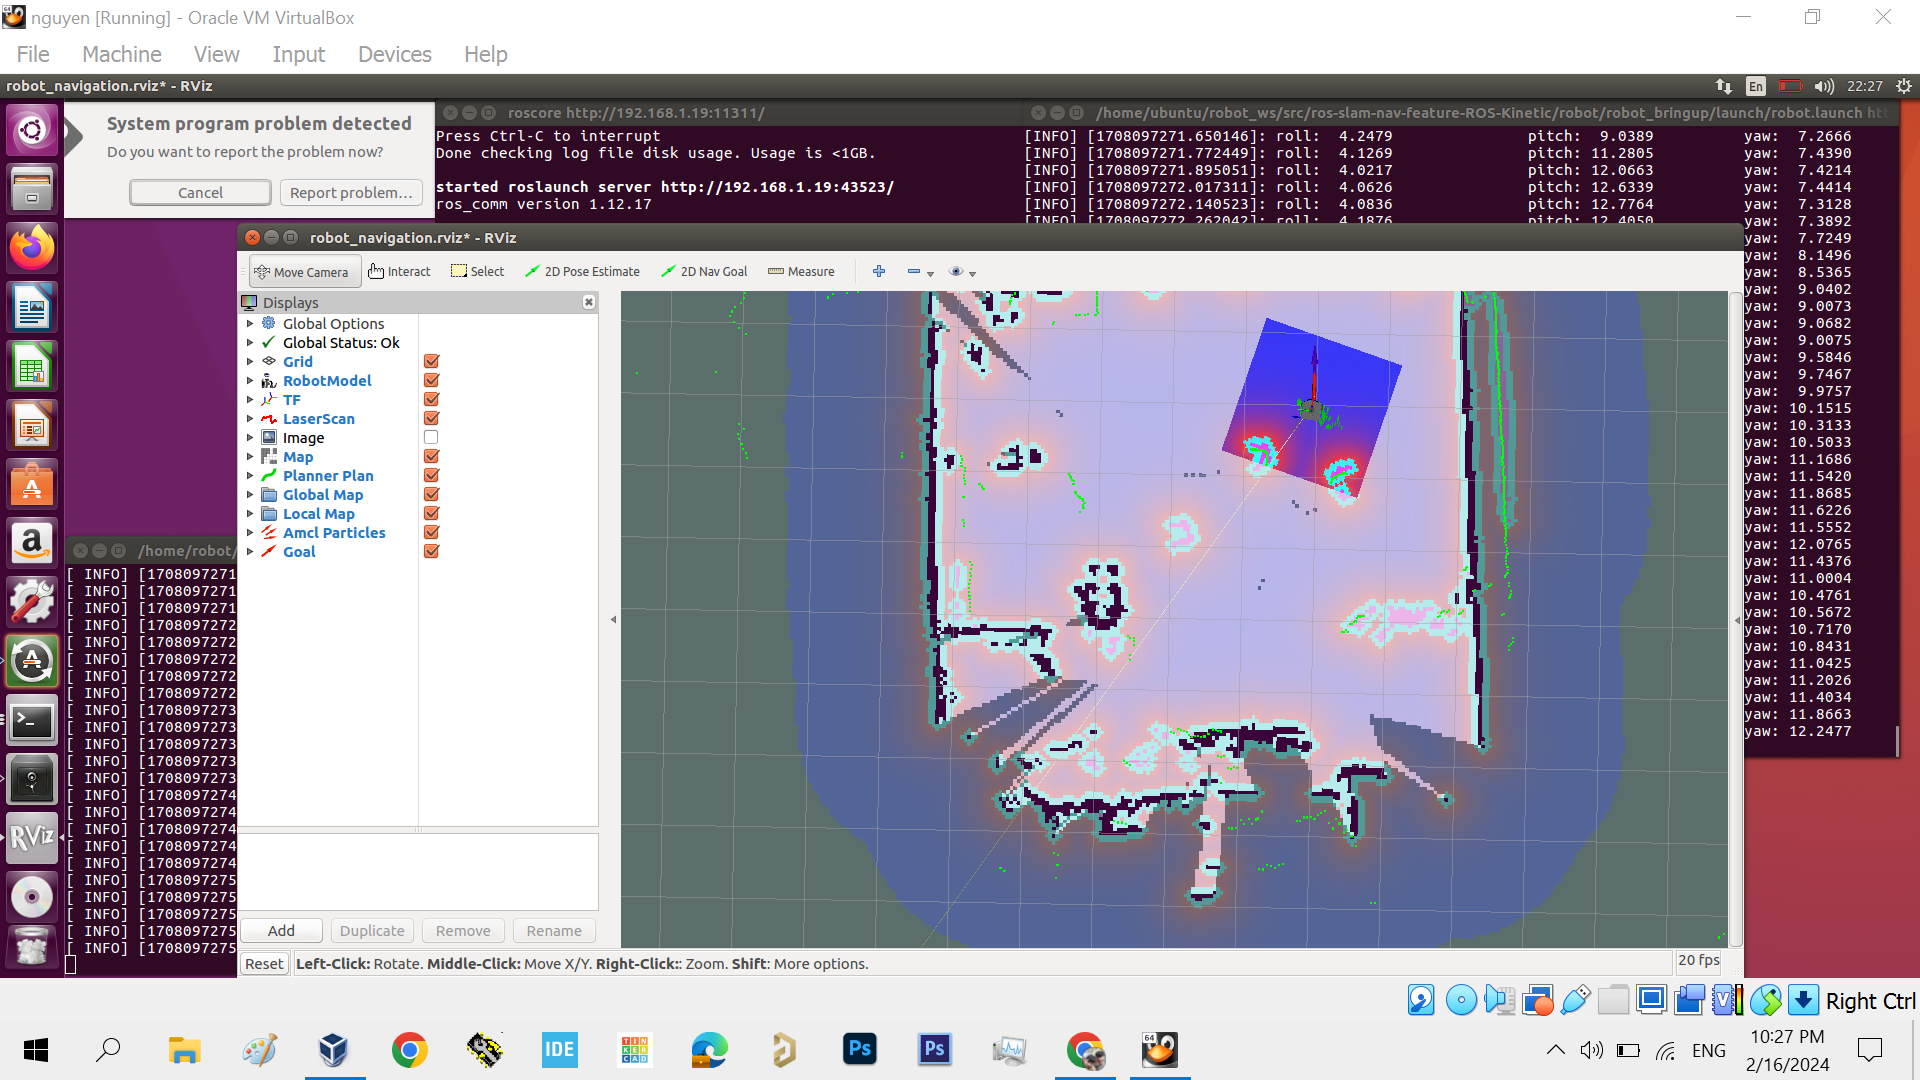 nguyen [Running] - Oracle VM VirtualBox
File Machine View Input Devices Help
robot_navigation.rviz* - RViz
En
22:27
System program problem detected
Do you want to report the problem now?
Cancel
Report problem...
roscore http://192.168.1.19:11311/
Press Ctrl-C to interrupt
Done checking log file disk usage. Usage is <1GB.
started roslaunch server http://192.168.1.19:43523/
ros_comm version 1.12.17
/home/ubuntu/robot_ws/src/ros-slam-nav-feature-ROS-Kinetic/robot/robot_bringup/launch/robot.launch
[INFO] [1708097271.650146]: roll: 4.2479 pitch: 9.0389 yaw: 7.2666
[INFO] [1708097271.772449]: roll: 4.1269 pitch: 11.2805 yaw: 7.4390
[INFO] [1708097271.895051]: roll: 4.0217 pitch: 12.0663 yaw: 7.4214
[INFO] [1708097272.017311]: roll: 4.0626 pitch: 12.6339 yaw: 7.4414
[INFO] [1708097272.140523]: roll: 4.0836 pitch: 12.7764 yaw: 7.3128
[INFO] [1708097272.262042]: roll: 4.1876 pitch: 12.4050 yaw: 7.3892
yaw: 7.7249
yaw: 8.1496
yaw: 8.5365
yaw: 9.0402
yaw: 9.0073
yaw: 9.0682
yaw: 9.0075
yaw: 9.5846
yaw: 9.7467
yaw: 9.9757
yaw: 10.1515
yaw: 10.3133
yaw: 10.5033
yaw: 11.1686
yaw: 11.5420
yaw: 11.8685
yaw: 11.6226
yaw: 11.5552
yaw: 12.0765
yaw: 11.4376
yaw: 11.0004
yaw: 10.4761
yaw: 10.5672
yaw: 10.7170
yaw: 10.8431
yaw: 11.0425
yaw: 11.2026
yaw: 11.4034
yaw: 11.8663
yaw: 12.2477
robot_navigation.rviz* - RViz
Move Camera Interact Select 2D Pose Estimate 2D Nav Goal Measure
Displays
Global Options
Global Status: Ok
Grid
RobotModel
TF
LaserScan
Image
Map
Planner Plan
Global Map
Local Map
Amcl Particles
Goal
Add Duplicate Remove Rename
Reset
Left-Click: Rotate. Middle-Click: Move X/Y. Right-Click:: Zoom. Shift: More options.
20 fps
/home/robot/
[ INFO] [1708097271
[ INFO] [1708097271
[ INFO] [1708097271
[ INFO] [1708097272
[ INFO] [1708097272
[ INFO] [1708097272
[ INFO] [1708097272
[ INFO] [1708097272
[ INFO] [1708097273
[ INFO] [1708097273
[ INFO] [1708097273
[ INFO] [1708097273
[ INFO] [1708097273
[ INFO] [1708097274
[ INFO] [1708097274
[ INFO] [1708097274
[ INFO] [1708097274
[ INFO] [1708097274
[ INFO] [1708097275
[ INFO] [1708097275
[ INFO] [1708097275
[ INFO] [1708097275
[ INFO] [1708097275
RViz
Right Ctrl
IDE
TIN
KER
CAD
Ps
Ps
64
ENG
10:27 PM
2/16/2024